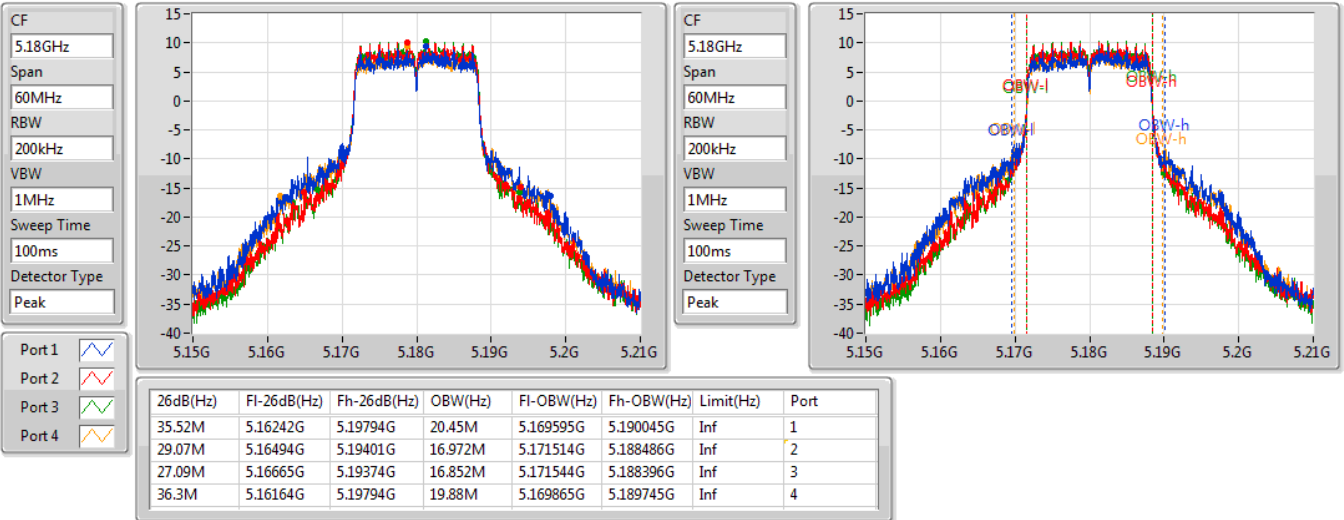 CF
5.18GHz
Span
60MHz
RBW
200kHz
VBW
1MHz
Sweep Time
100ms
Detector Type
Peak
15
10
5
0
-5
-10
-15
-20
-25
-30
-35
-40
5.15G 5.16G 5.17G 5.18G 5.19G 5.2G 5.21G
CF
5.18GHz
Span
60MHz
RBW
200kHz
VBW
1MHz
Sweep Time
100ms
Detector Type
Peak
15
10
5
0
-5
-10
-15
-20
-25
-30
-35
-40
OBW-l
OBW-h
OBW-h
OBW-l
OBW-h
OBW-h
5.15G 5.16G 5.17G 5.18G 5.19G 5.2G 5.21G
Port 1
Port 2
Port 3
Port 4
26dB(Hz) Fl-26dB(Hz) Fh-26dB(Hz) OBW(Hz) Fl-OBW(Hz) Fh-OBW(Hz) Limit(Hz) Port
35.52M 5.16242G 5.19794G 20.45M 5.169595G 5.190045G Inf 1
29.07M 5.16494G 5.19401G 16.972M 5.171514G 5.188486G Inf 2
27.09M 5.16665G 5.19374G 16.852M 5.171544G 5.188396G Inf 3
36.3M 5.16164G 5.19794G 19.88M 5.169865G 5.189745G Inf 4